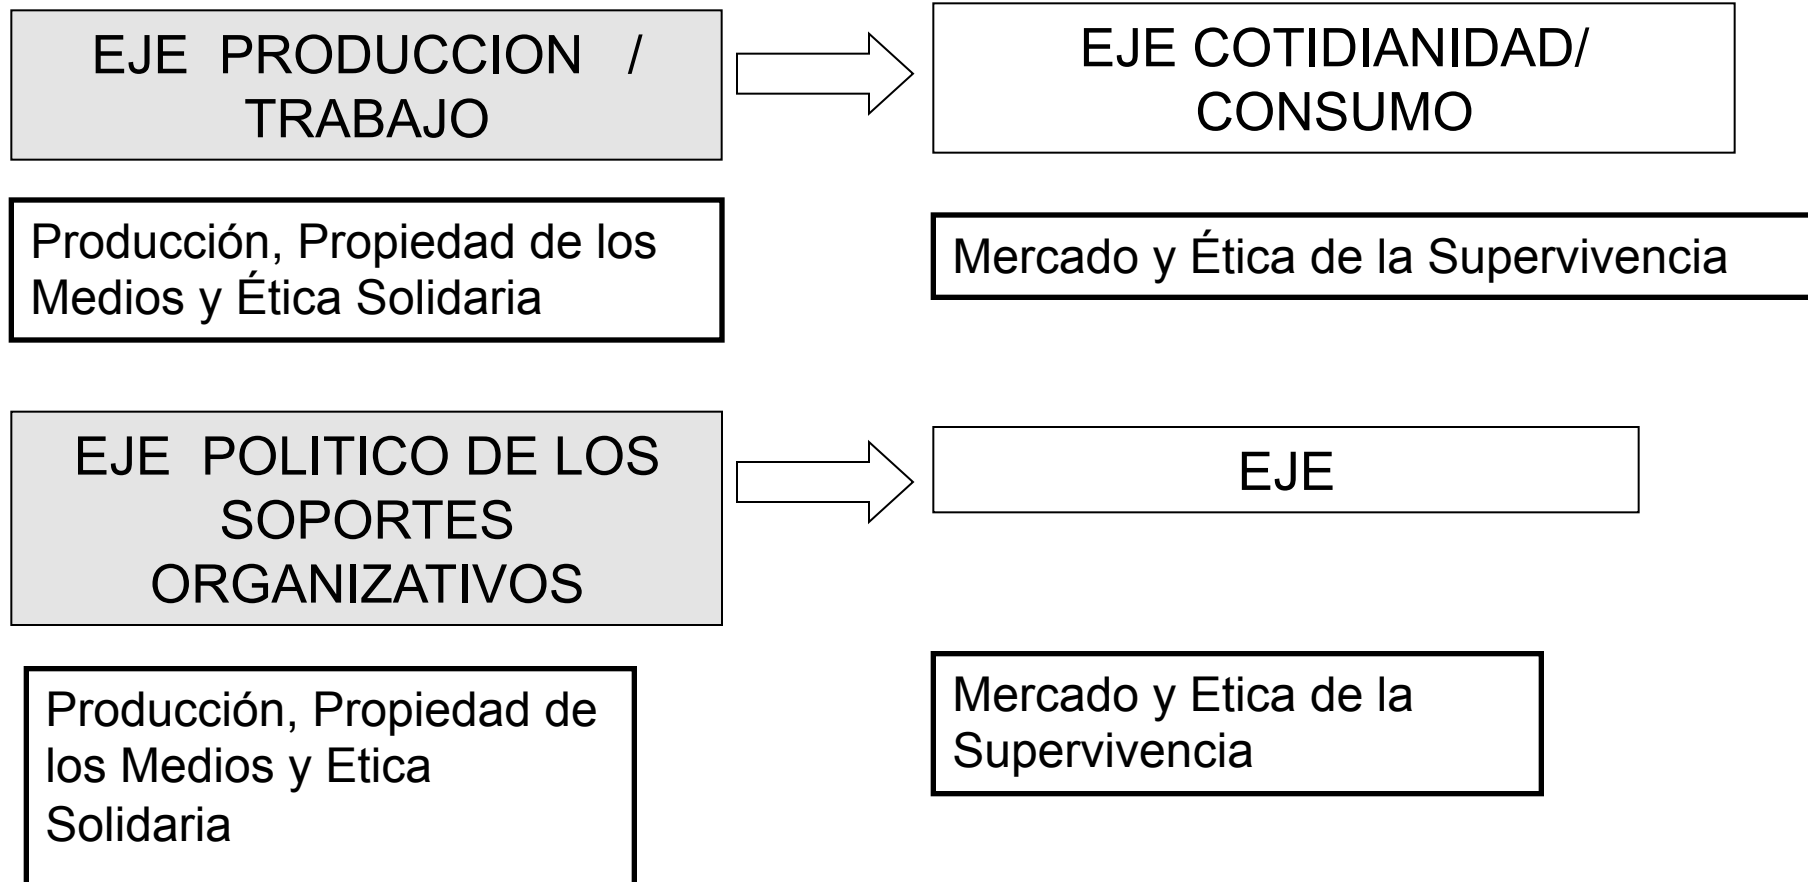 EJE PRODUCCION /
TRABAJO
EJE COTIDIANIDAD/
CONSUMO
Producción, Propiedad de los
Medios y Ética Solidaria
Mercado y Ética de la Supervivencia
EJE POLITICO DE LOS
SOPORTES
ORGANIZATIVOS
EJE
Producción, Propiedad de
los Medios y Etica
Solidaria
Mercado y Etica de la
Supervivencia